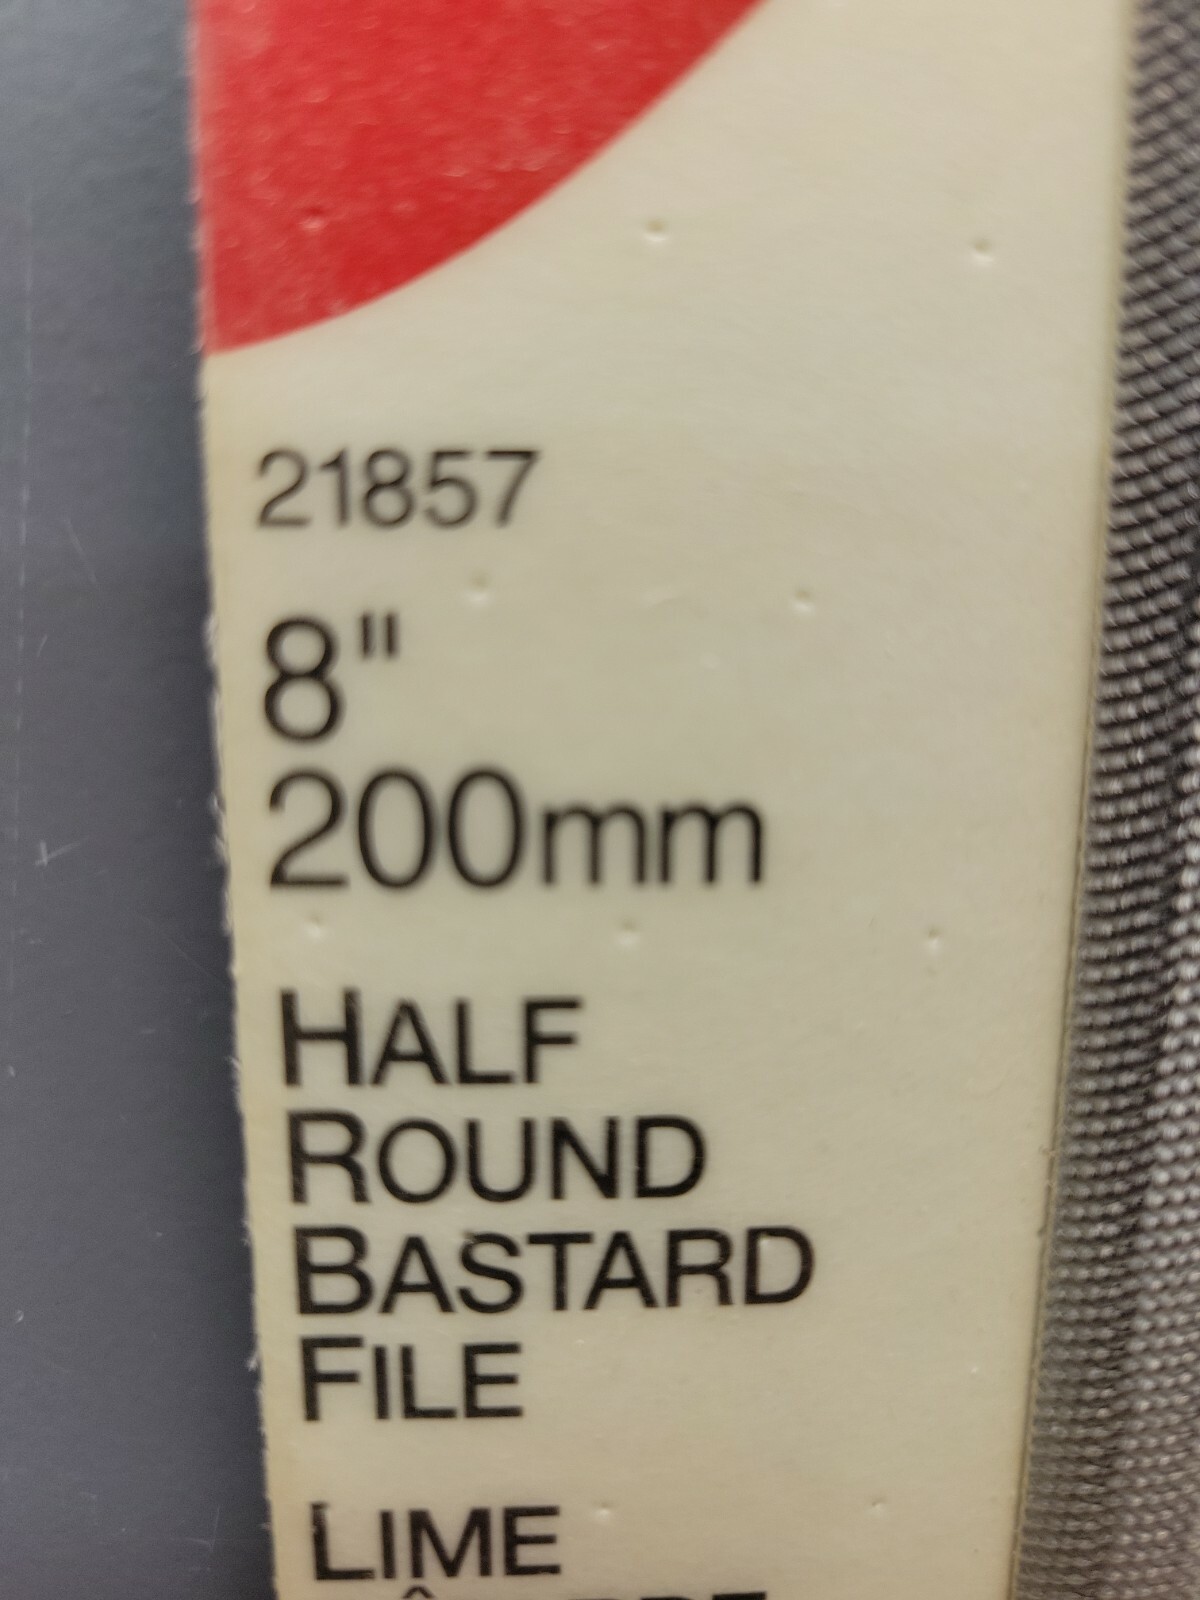 21857
8"
200mm
HALF
ROUND
BASTARD
FILE
LIME